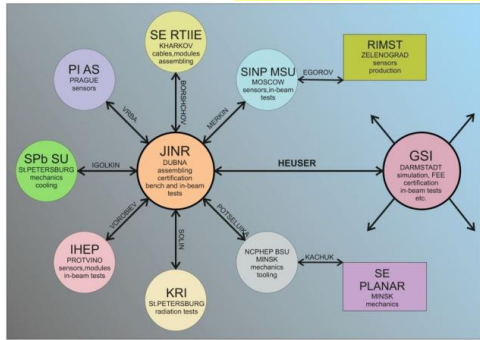 SE RTIIE
KHARKOV
cables,modules
assembling
PI AS
PRAGUE
sensors
SINP MSU
MOSCOW
sensors,in-beam
tests
EGOROV
RIMST
ZELENOGRAD
sensors
production
VRBA
BORSHCHOV
MERKIN
SPb SU
St.PETERSBURG
mechanics
cooling
IGOLKIN
JINR
DUBNA
assembling
certification
bench and in-beam
tests
HEUSER
GSI
DARMSTADT
simulation, FEE
certification
in-beam tests
etc.
VOROBIEV
SOLIN
POTSELUIKA
IHEP
PROTVINO
sensors,modules
in-beam tests
KRI
St.PETERSBURG
radiation tests
NCPHEP BSU
MINSK
mechanics
tooling
KACHUK
SE
PLANAR
MINSK
mechanics